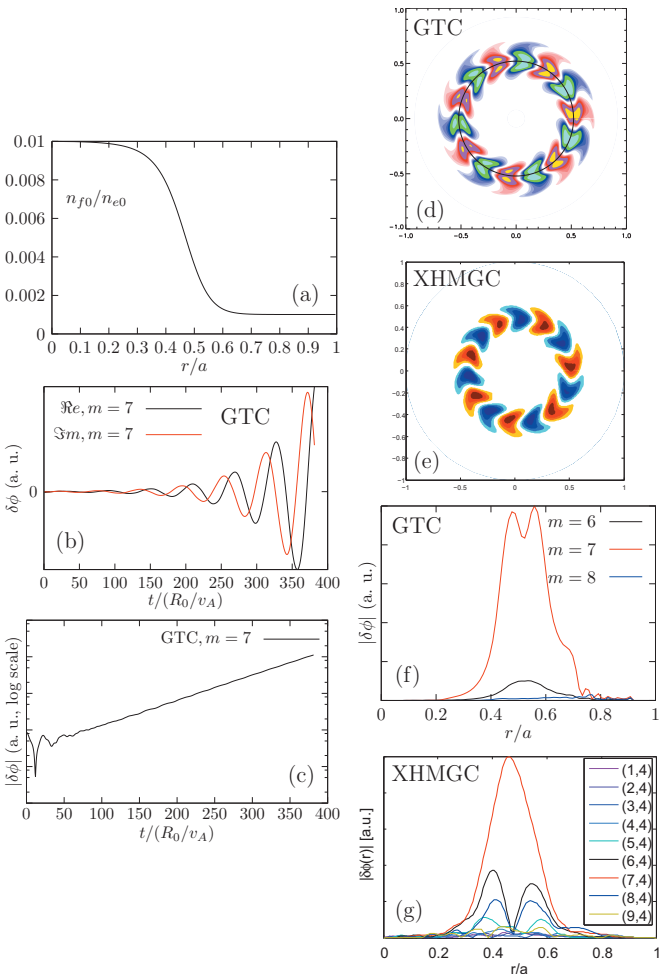 0.01
0.008
0.006
0.004
0.002
0
n_{f0}/n_{e0}
(a)
0 0.1 0.2 0.3 0.4 0.5 0.6 0.7 0.8 0.9 1
r/a
ℜe, m = 7
ℑm, m = 7
GTC
δϕ (a. u.)
0
(b)
0 50 100 150 200 250 300 350 400
t/(R_0/v_A)
GTC, m = 7
|δϕ| (a. u., log scale)
(c)
0 50 100 150 200 250 300 350 400
t/(R_0/v_A)
GTC
1.0
0.5
0.0
-0.5
-1.0
(d)
-1.0 -0.5 0.0 0.5 1.0
XHMGC
1
0.8
0.6
0.4
0.2
0
-0.2
-0.4
-0.6
-0.8
-1
(e)
-1 -0.5 0 0.5 1
GTC
m = 6
m = 7
m = 8
|δϕ| (a. u.)
(f)
0 0.2 0.4 0.6 0.8 1
r/a
XHMGC
(1,4)
(2,4)
(3,4)
(4,4)
(5,4)
(6,4)
(7,4)
(8,4)
(9,4)
|δϕ(r)| [a.u.]
(g)
0 0.2 0.4 0.6 0.8 1
r/a